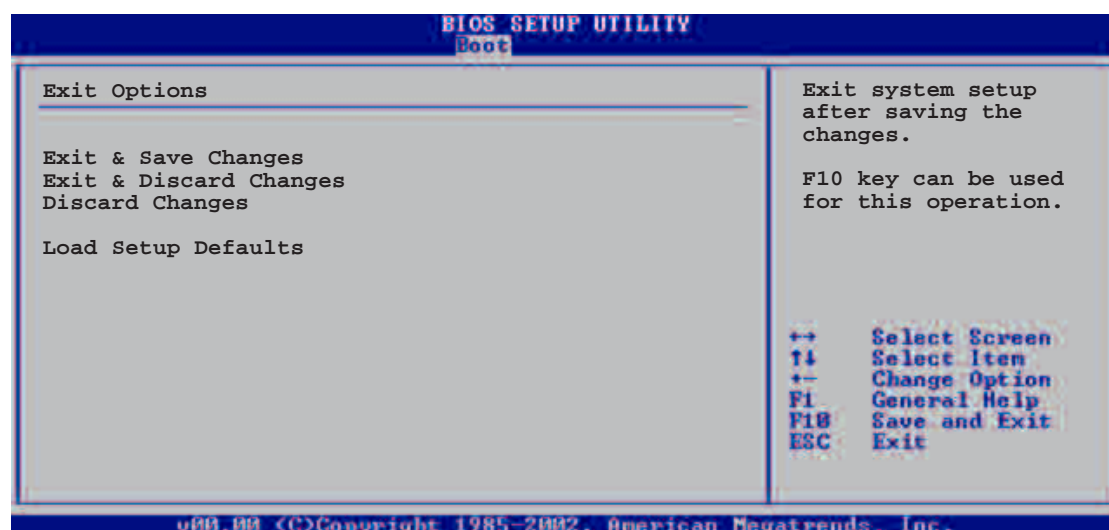 BIOS SETUP UTILITY
Boot
Exit Options
Exit & Save Changes
Exit & Discard Changes
Discard Changes
Load Setup Defaults
Exit system setup
after saving the
changes.
F10 key can be used
for this operation.
←→ Select Screen
↑↓ Select Item
+- Change Option
F1 General Help
F10 Save and Exit
ESC Exit
v00.00 (C)Copyright 1985-2002, American Megatrends, Inc.